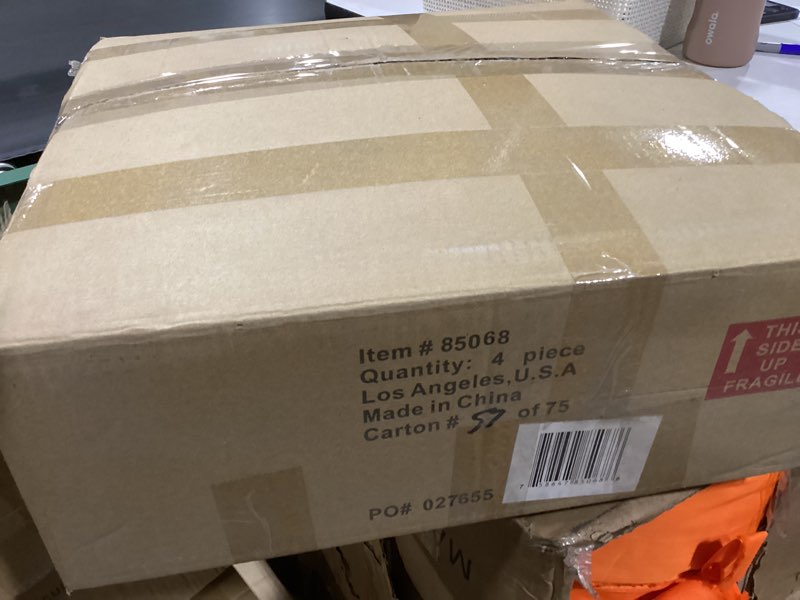 owala
Item # 85068
Quantity: 4 piece
Los Angeles,U.S.A
Made in China
Carton # 57 of 75
PO# 027655
THIS
SIDE
UP
FRAGIL
W